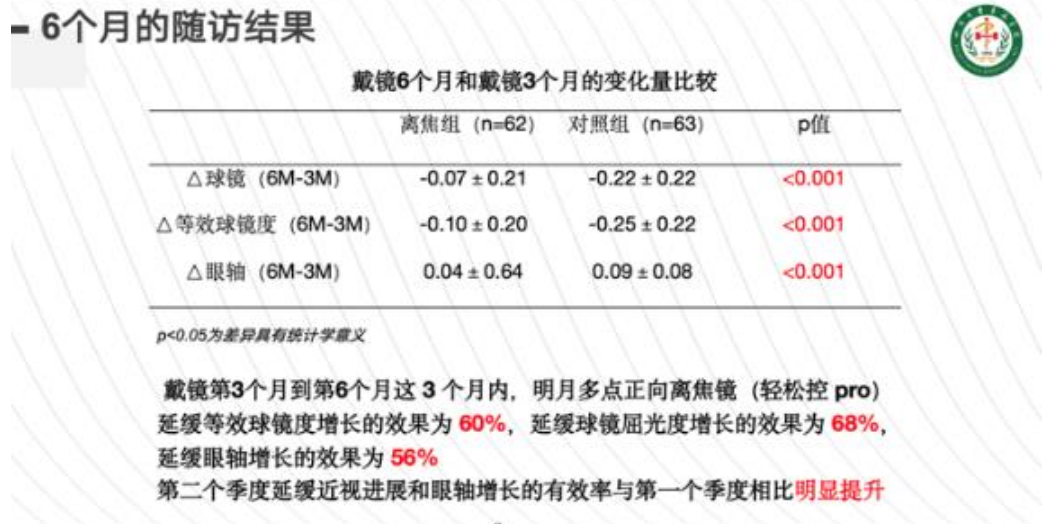 6个月的随访结果
戴镜6个月和戴镜3个月的变化量比较
离焦组（n=62） 对照组（n=63） p值
△球镜（6M-3M） -0.07 ± 0.21 -0.22 ± 0.22 <0.001
△等效球镜度（6M-3M） -0.10 ± 0.20 -0.25 ± 0.22 <0.001
△眼轴（6M-3M） 0.04 ± 0.64 0.09 ± 0.08 <0.001
p<0.05为差异具有统计学意义
戴镜第3个月到第6个月这 3 个月内，明月多点正向离焦镜（轻松控 pro）
延缓等效球镜度增长的效果为 60%，延缓球镜屈光度增长的效果为 68%，
延缓眼轴增长的效果为 56%
第二个季度延缓近视进展和眼轴增长的有效率与第一个季度相比明显提升